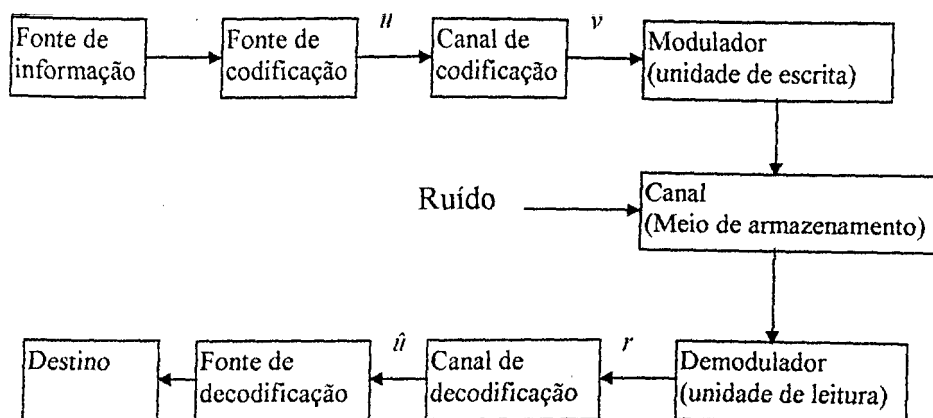 Fonte de
informação
Fonte de
codificação
u
Canal de
codificação
v
Modulador
(unidade de escrita)
Ruído
Canal
(Meio de armazenamento)
Destino
Fonte de
decodificação
û
Canal de
decodificação
r
Demodulador
(unidade de leitura)